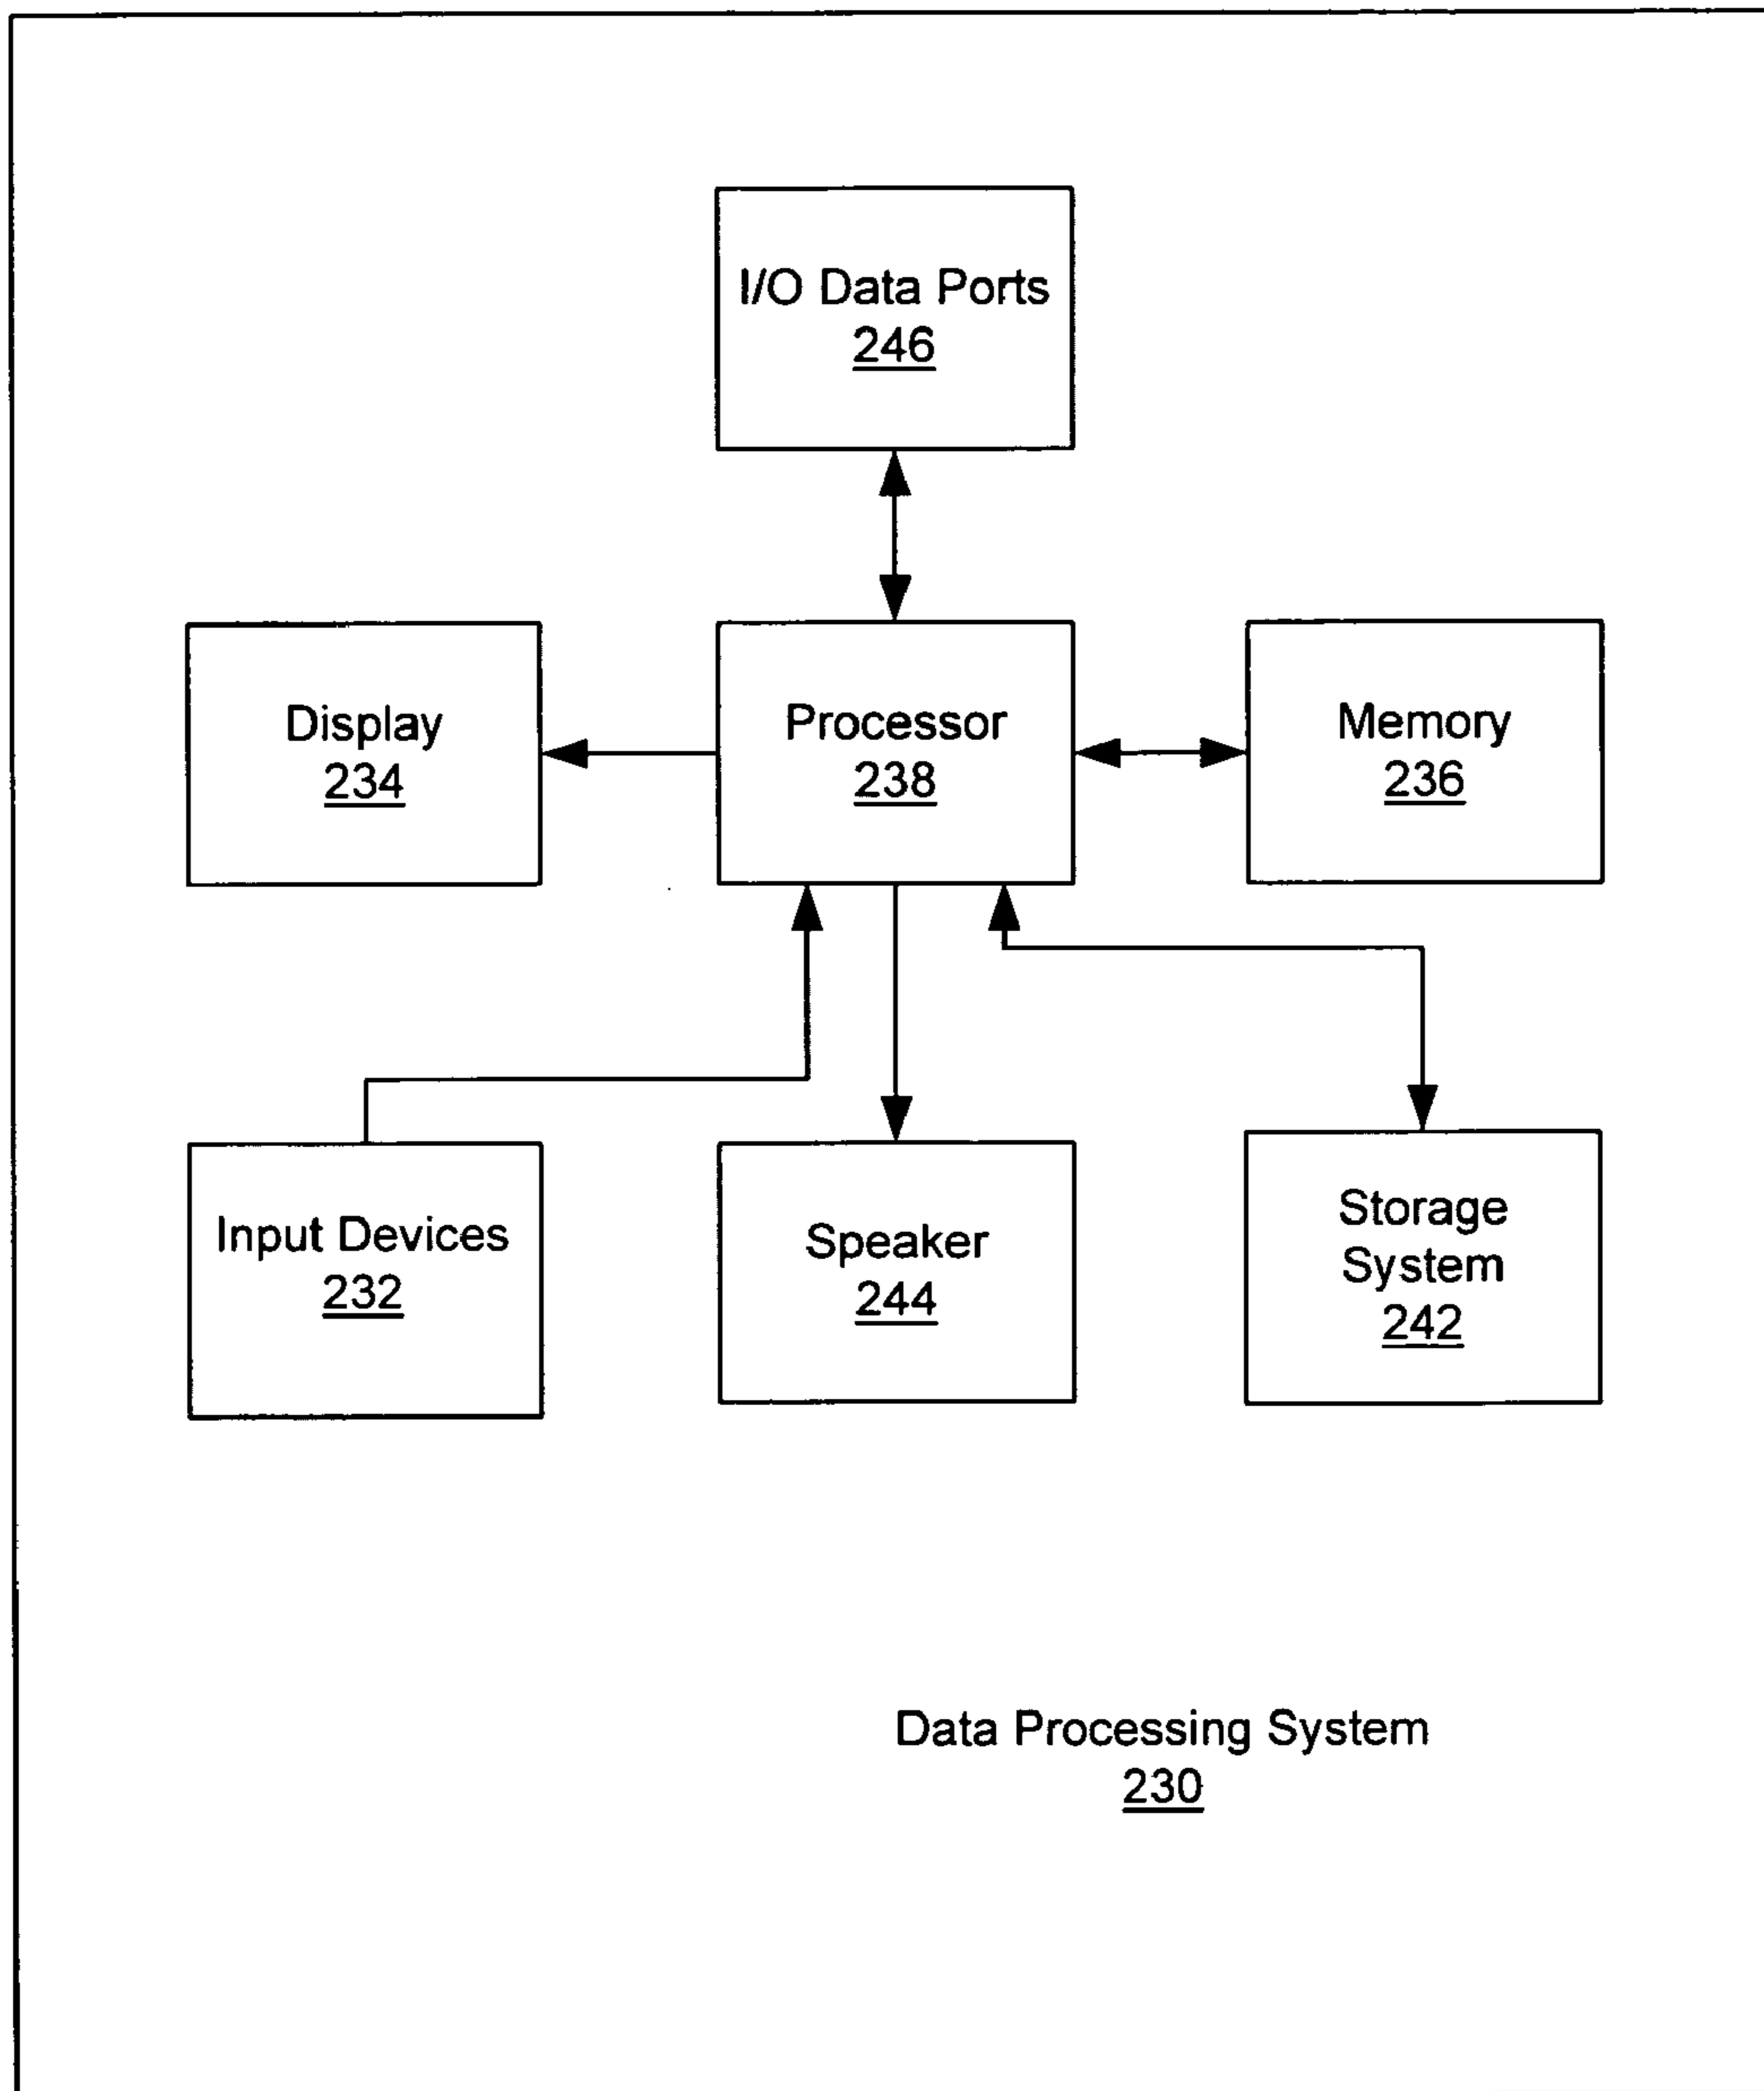 I/O Data Ports
246
Display
234
Processor
238
Memory
236
Input Devices
232
Speaker
244
Storage
System
242
Data Processing System
230